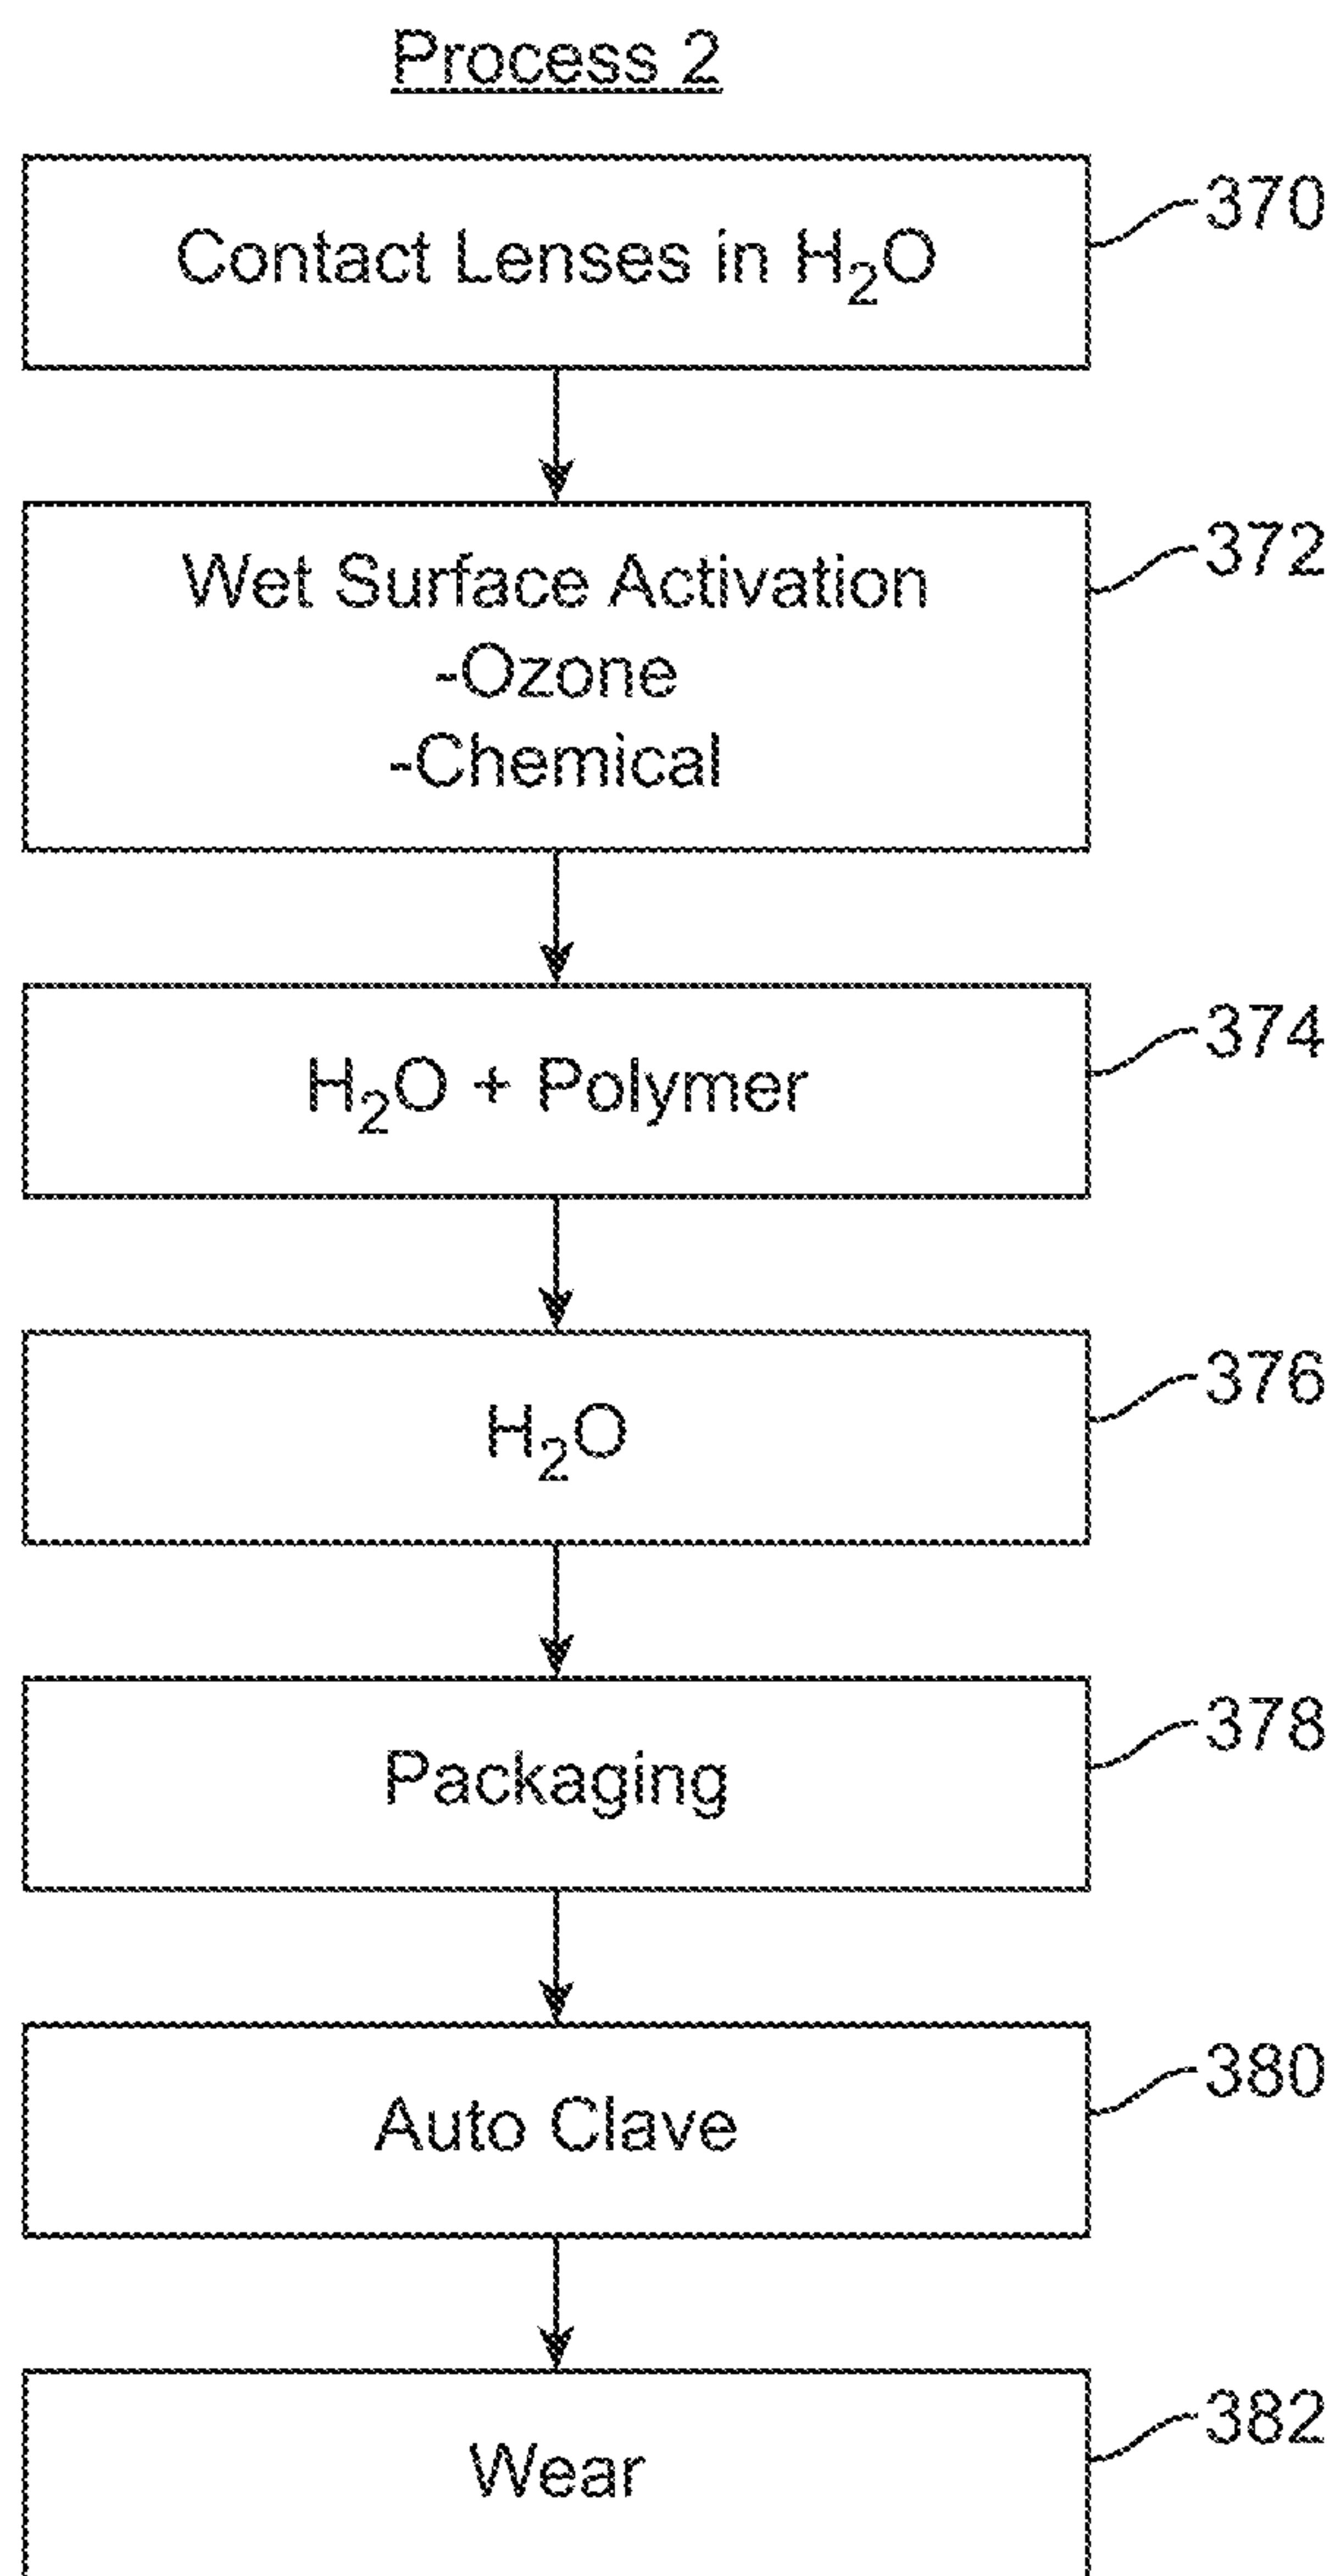 Process 2
Contact Lenses in H₂O
370
Wet Surface Activation
-Ozone
-Chemical
372
H₂O + Polymer
374
H₂O
376
Packaging
378
Auto Clave
380
Wear
382